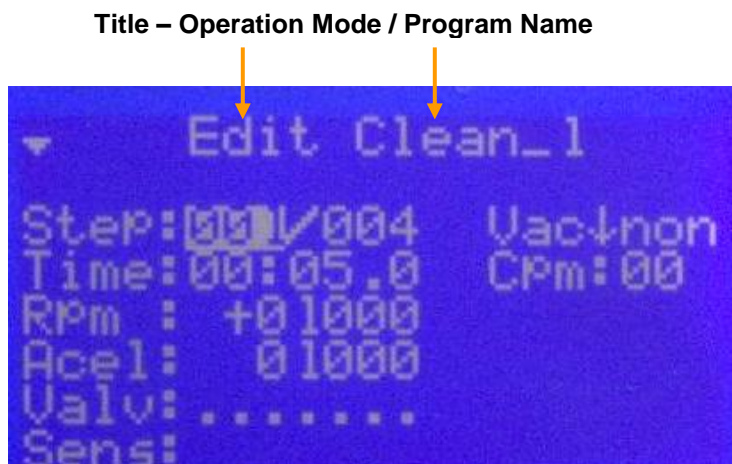 Title – Operation Mode / Program Name
Edit Clean_1
Step:001/004 Vac↓non
Time:00:05.0 Cpm:00
Rpm : +01000
Acel: 01000
Valv:.......
Sens: